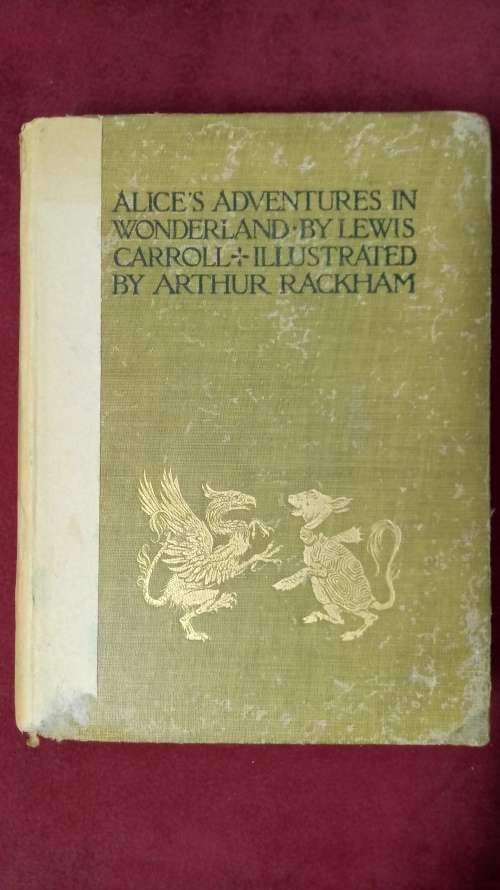 ALICE'S ADVENTURES IN
WONDERLAND·BY LEWIS
CARROLL✢ILLUSTRATED
BY ARTHUR RACKHAM